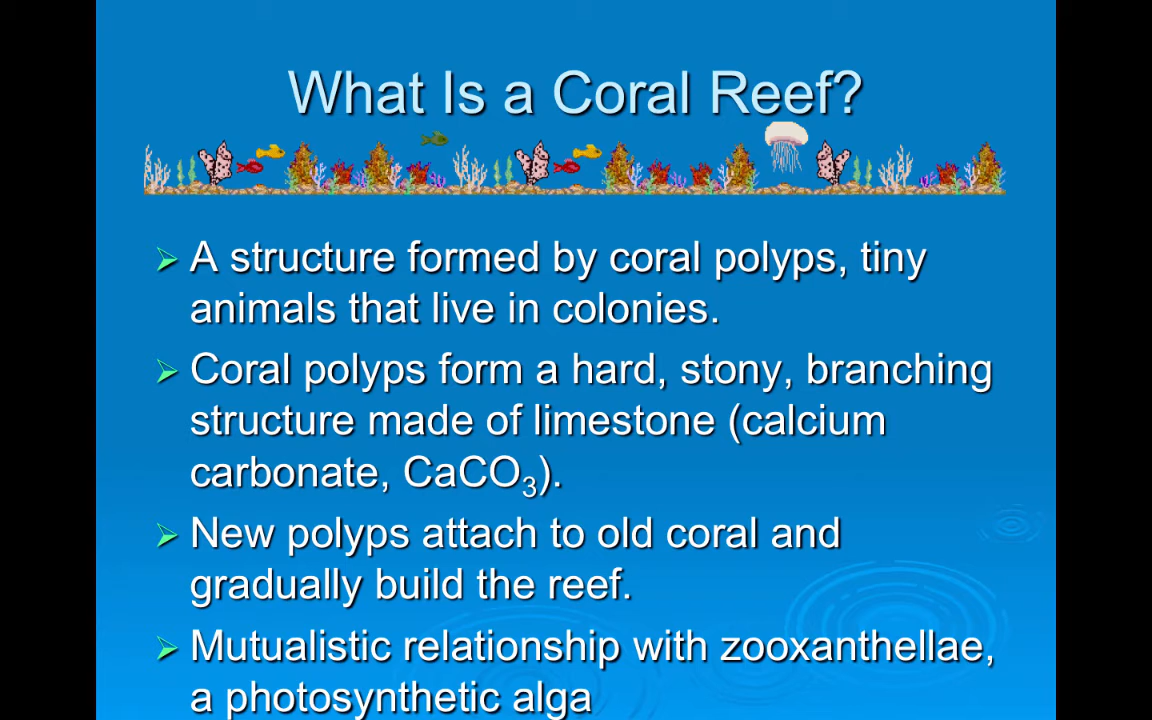 What Is a Coral Reef?
➢ A structure formed by coral polyps, tiny
animals that live in colonies.
➢ Coral polyps form a hard, stony, branching
structure made of limestone (calcium
carbonate, CaCO₃).
➢ New polyps attach to old coral and
gradually build the reef.
➢ Mutualistic relationship with zooxanthellae,
a photosynthetic alga